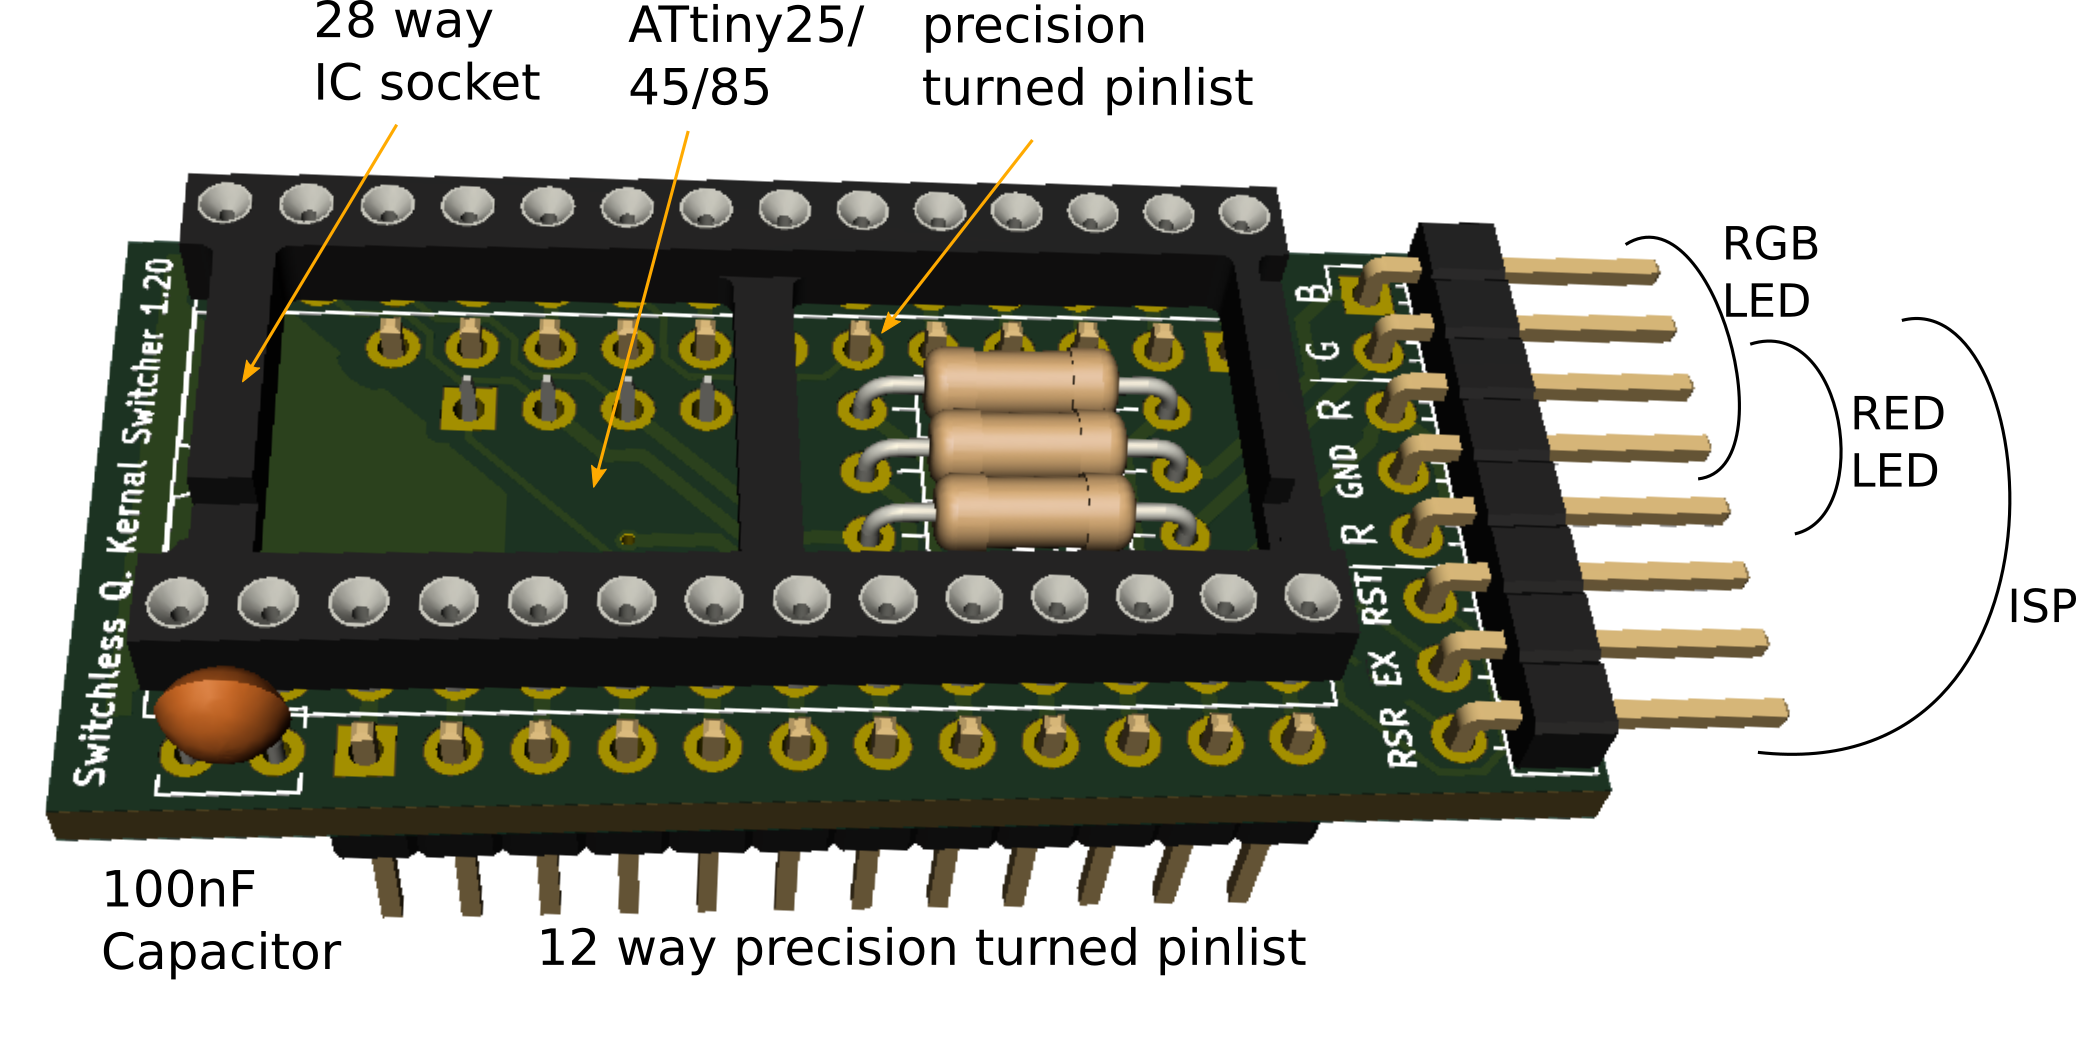 28 way
IC socket
ATtiny25/
45/85
precision
turned pinlist
Switchless Q. Kernal Switcher 1.20
B
G
R
GND
R
RST
EX
RSR
RGB
LED
RED
LED
ISP
100nF
Capacitor
12 way precision turned pinlist